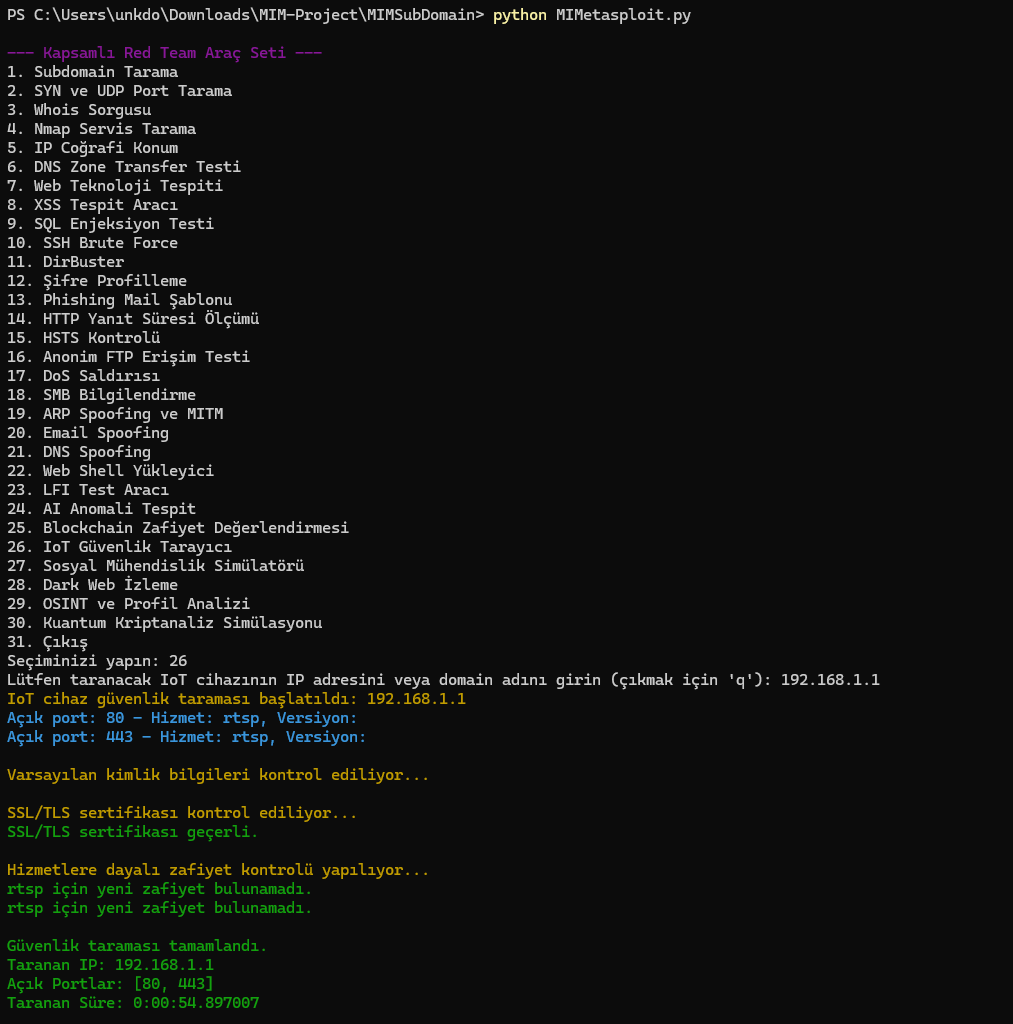 PS C:\Users\unkdo\Downloads\MIM-Project\MIMSubDomain> python MIMetasploit.py
--- Kapsamlı Red Team Araç Seti ---
1. Subdomain Tarama
2. SYN ve UDP Port Tarama
3. Whois Sorgusu
4. Nmap Servis Tarama
5. IP Coğrafi Konum
6. DNS Zone Transfer Testi
7. Web Teknoloji Tespiti
8. XSS Tespit Aracı
9. SQL Enjeksiyon Testi
10. SSH Brute Force
11. DirBuster
12. Şifre Profilleme
13. Phishing Mail Şablonu
14. HTTP Yanıt Süresi Ölçümü
15. HSTS Kontrolü
16. Anonim FTP Erişim Testi
17. DoS Saldırısı
18. SMB Bilgilendirme
19. ARP Spoofing ve MITM
20. Email Spoofing
21. DNS Spoofing
22. Web Shell Yükleyici
23. LFI Test Aracı
24. AI Anomali Tespit
25. Blockchain Zafiyet Değerlendirmesi
26. IoT Güvenlik Tarayıcı
27. Sosyal Mühendislik Simülatörü
28. Dark Web İzleme
29. OSINT ve Profil Analizi
30. Kuantum Kriptanaliz Simülasyonu
31. Çıkış
Seçiminizi yapın: 26
Lütfen taranacak IoT cihazının IP adresini veya domain adını girin (çıkmak için 'q'): 192.168.1.1
IoT cihaz güvenlik taraması başlatıldı: 192.168.1.1
Açık port: 80 - Hizmet: rtsp, Versiyon:
Açık port: 443 - Hizmet: rtsp, Versiyon:
Varsayılan kimlik bilgileri kontrol ediliyor...
SSL/TLS sertifikası kontrol ediliyor...
SSL/TLS sertifikası geçerli.
Hizmetlere dayalı zafiyet kontrolü yapılıyor...
rtsp için yeni zafiyet bulunamadı.
rtsp için yeni zafiyet bulunamadı.
Güvenlik taraması tamamlandı.
Taranan IP: 192.168.1.1
Açık Portlar: [80, 443]
Taranan Süre: 0:00:54.897007